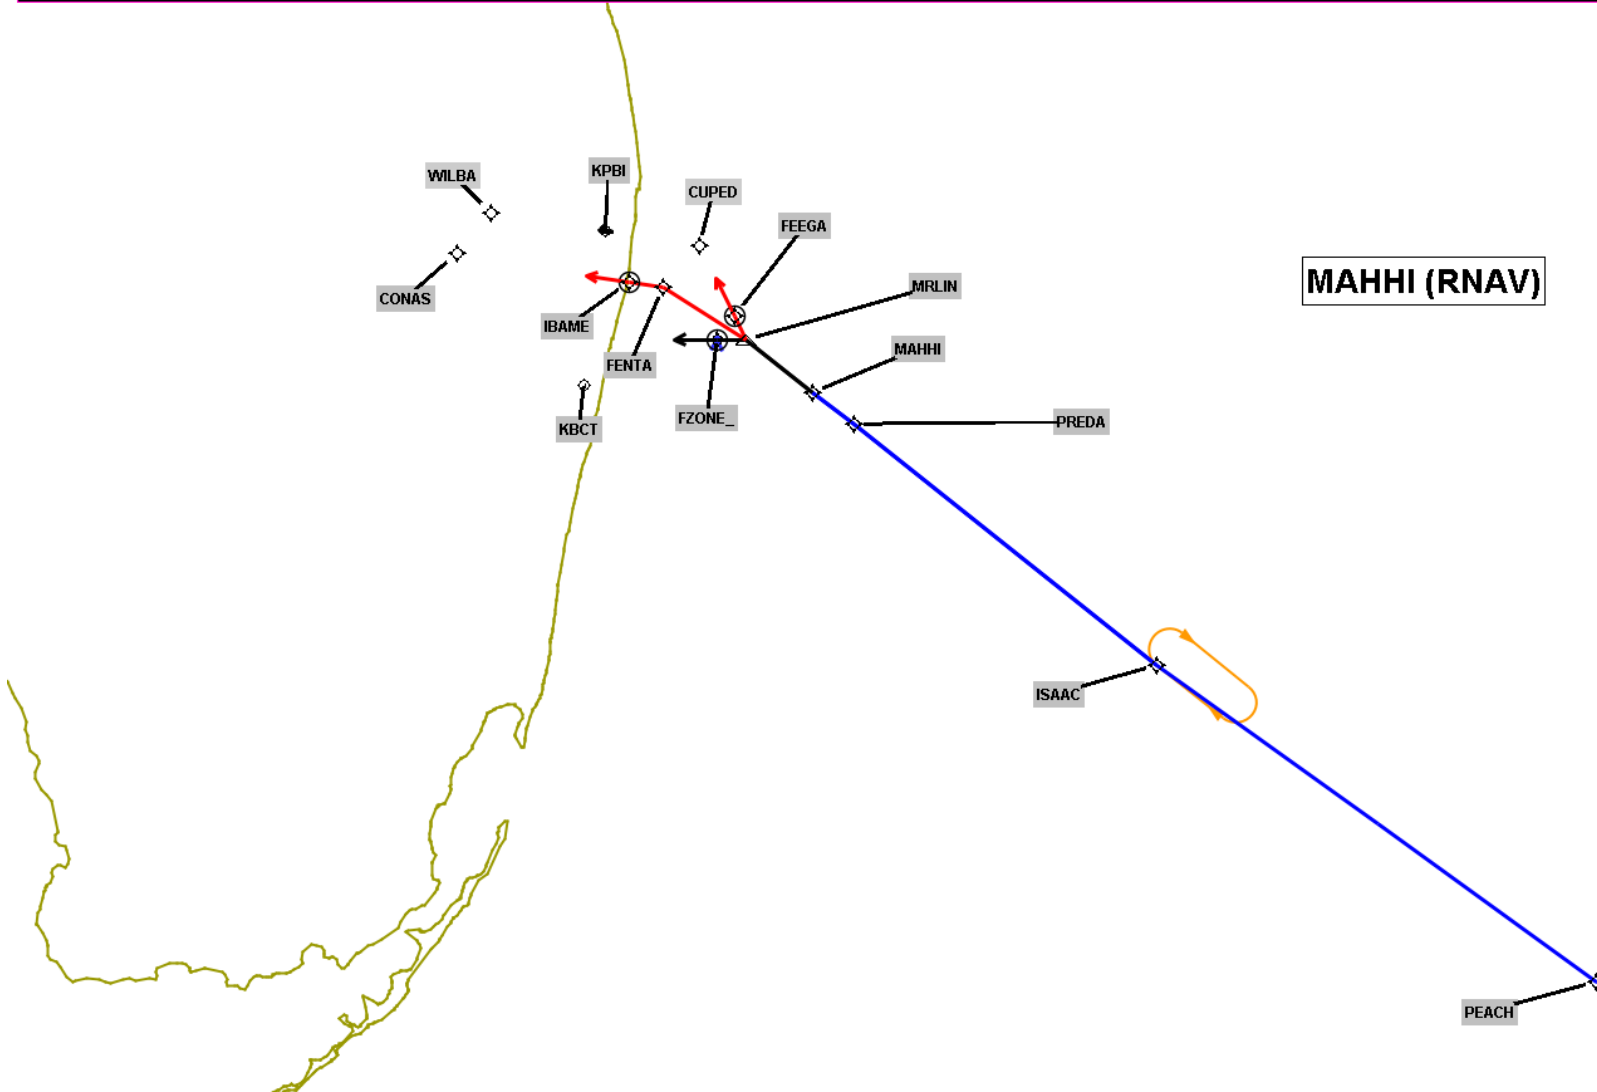 KPBI
WILBA
CUPED
FEEGA
MAHHI (RNAV)
MRLIN
CONAS
IBAME
MAHHI
FENTA
FZONE_
PREDA
KBCT
ISAAC
PEACH